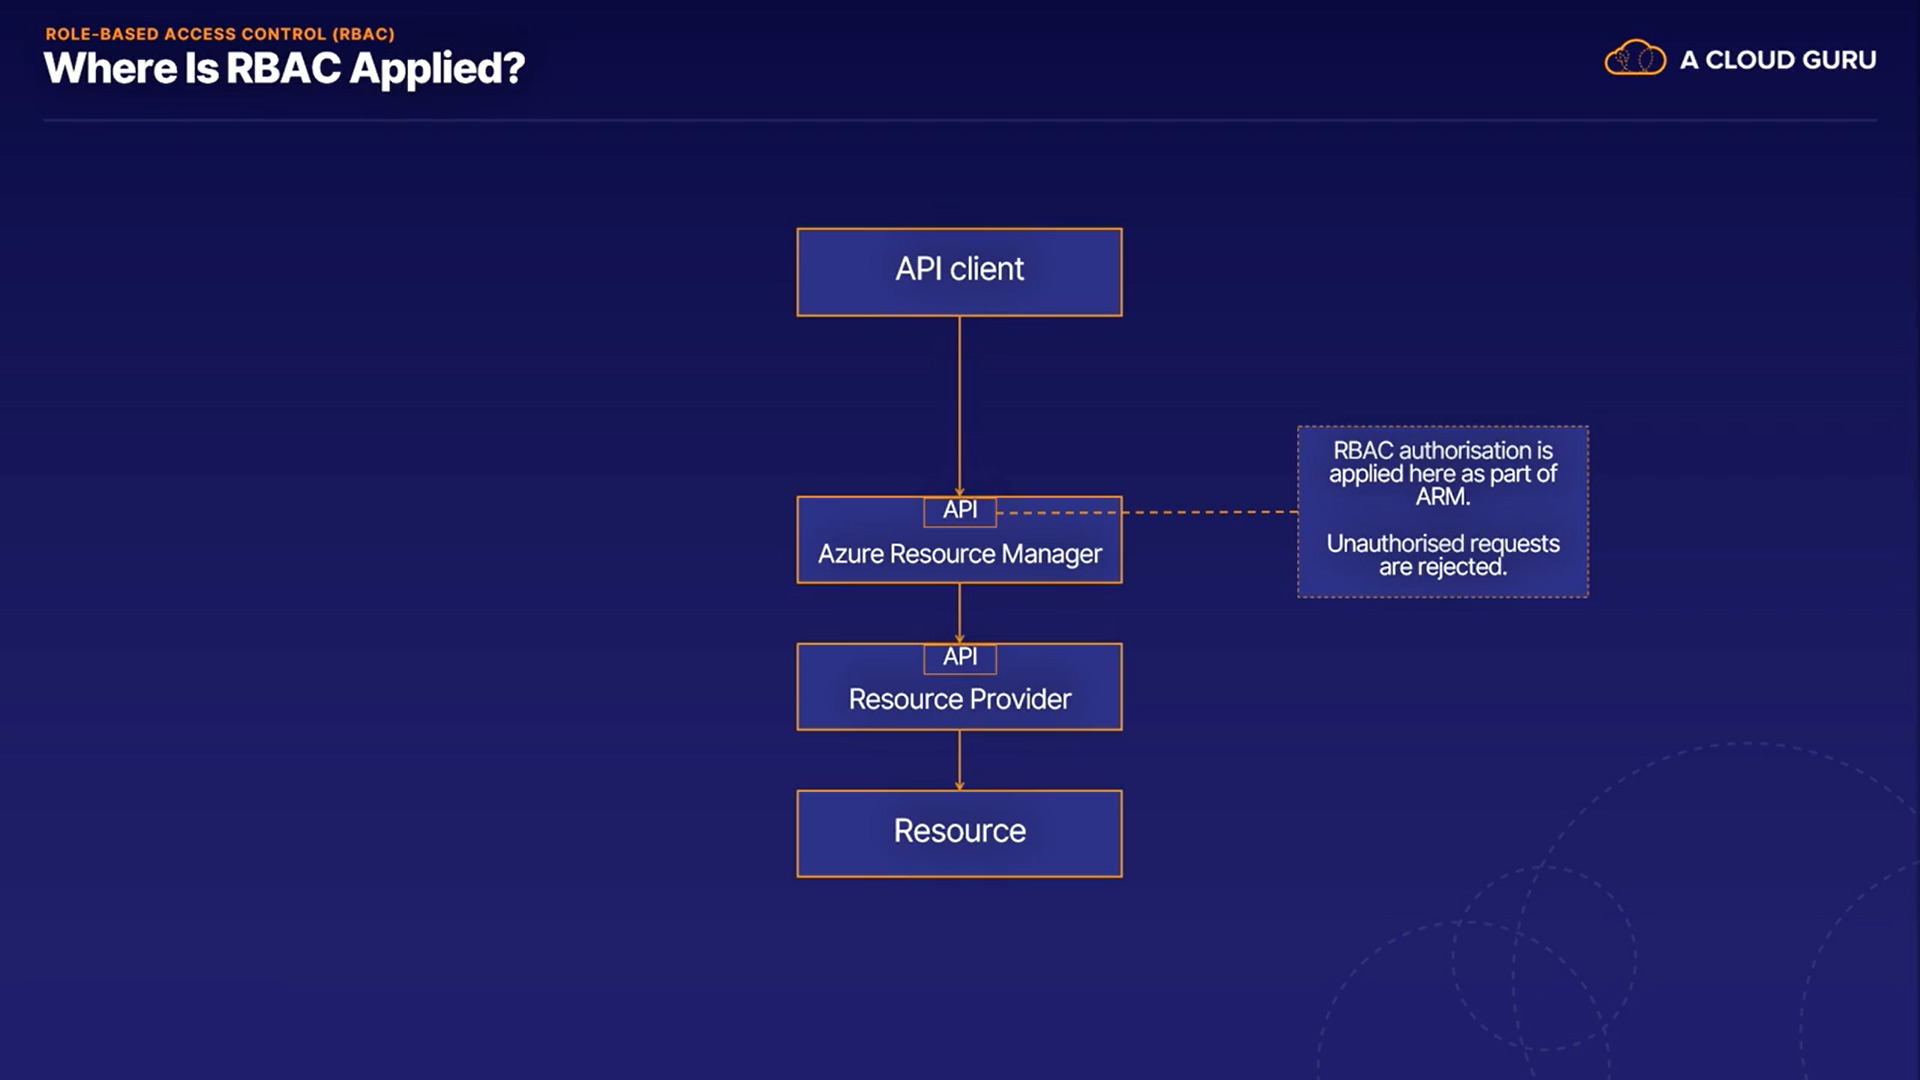 ROLE-BASED ACCESS CONTROL (RBAC)
Where Is RBAC Applied?
A CLOUD GURU
API client
API
Azure Resource Manager
RBAC authorisation is
applied here as part of
ARM.
Unauthorised requests
are rejected.
API
Resource Provider
Resource